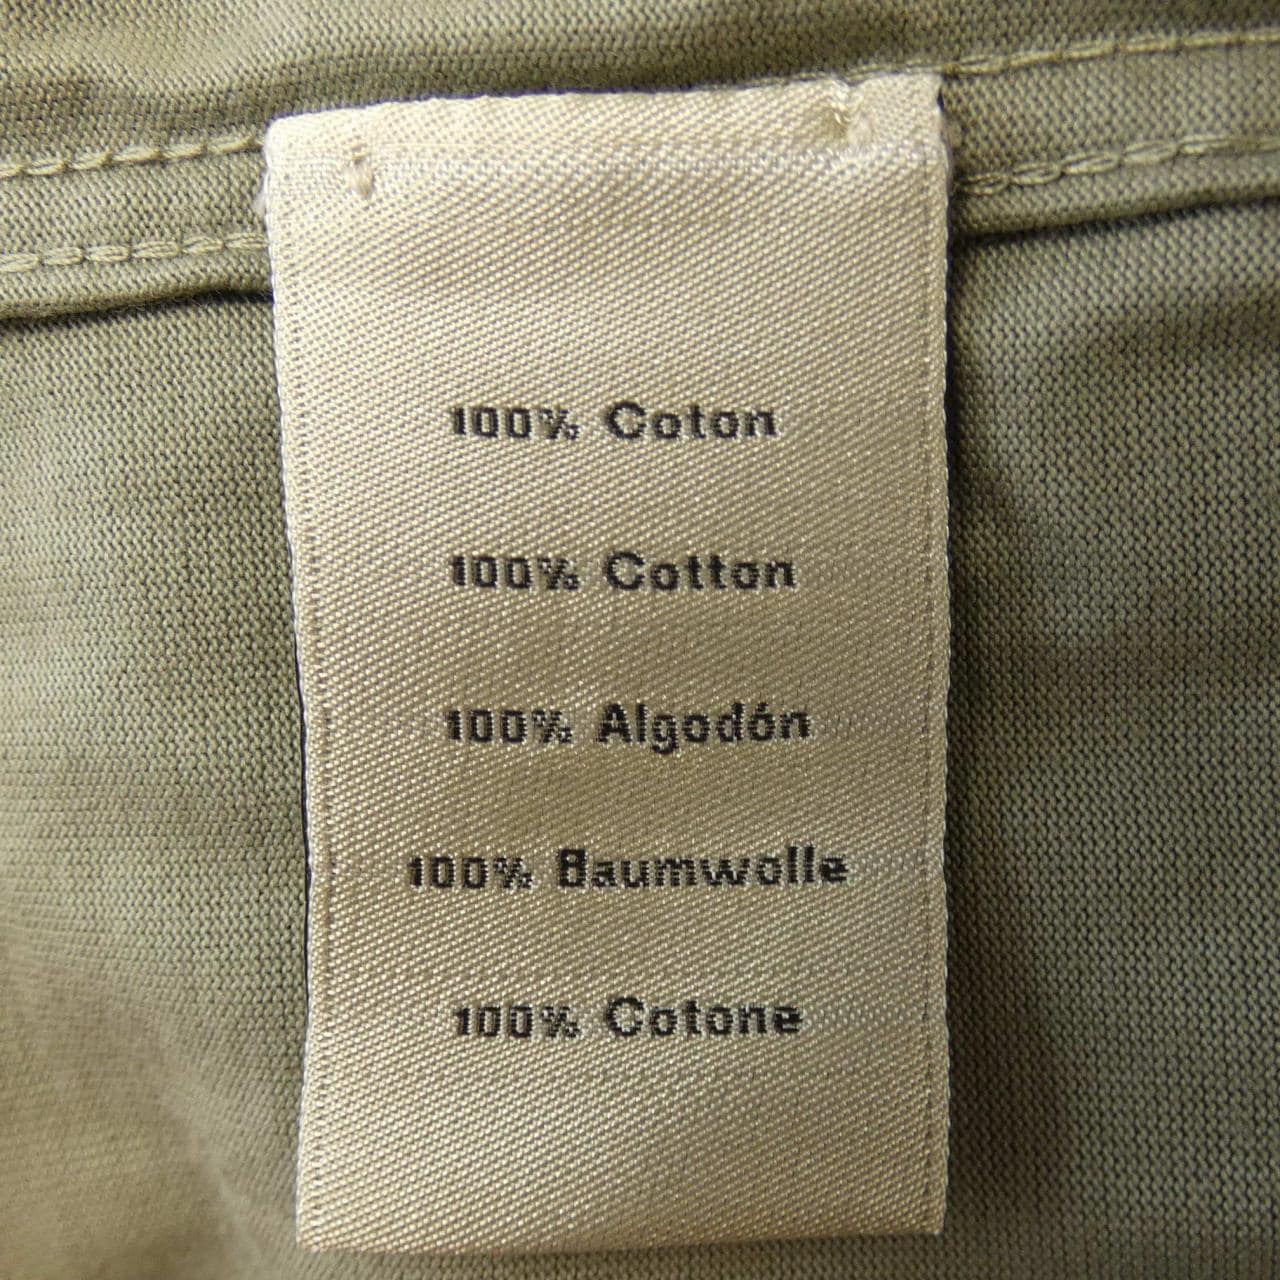 100% Coton
100% Cotton
100% Algodón
100% Baumwolle
100% Cotone